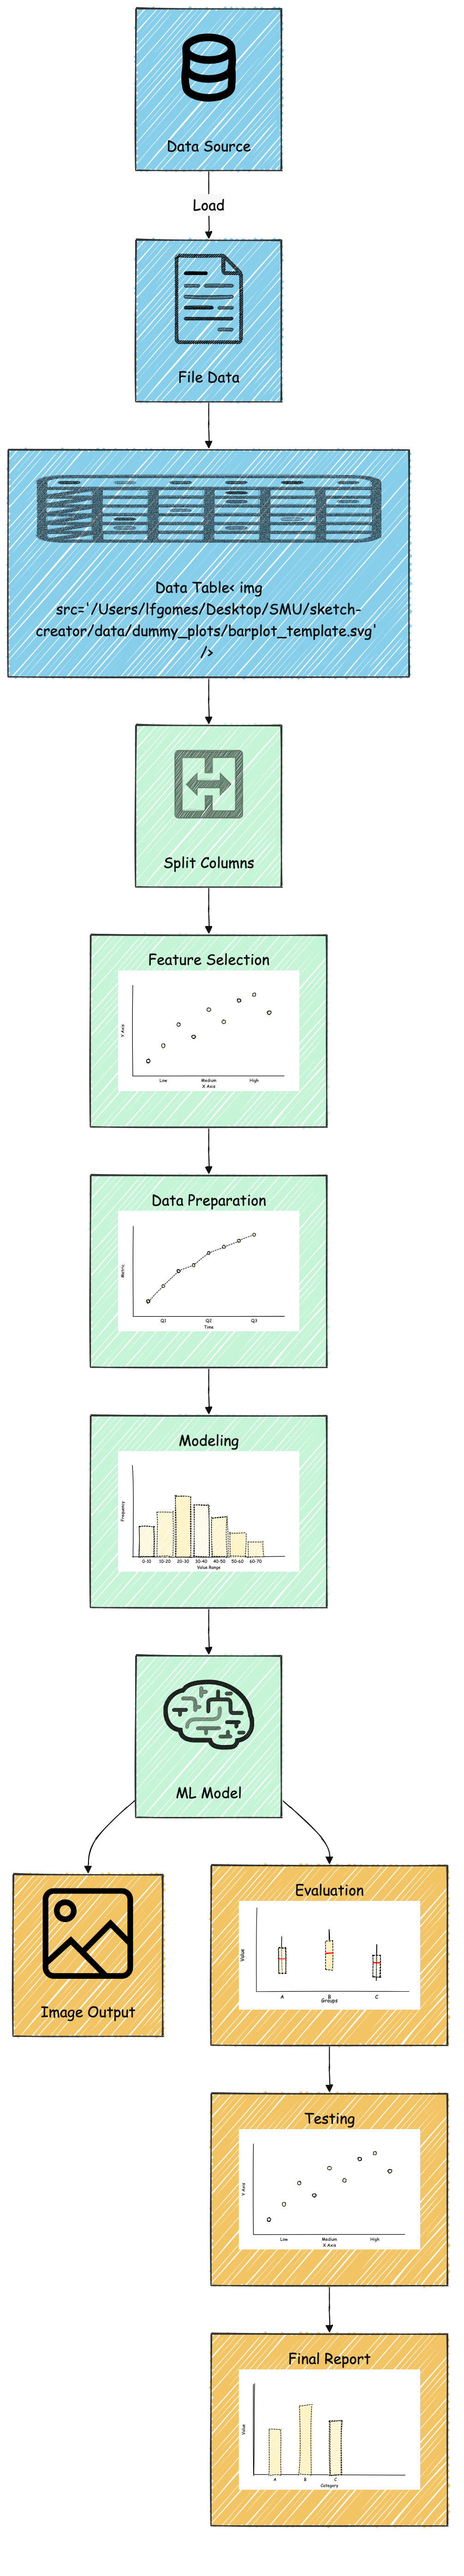 Data Source
Load
File Data
Data Table< img
src='/Users/lfgomes/Desktop/SMU/sketch-
creator/data/dummy_plots/barplot_template.svg'
/>
Split Columns
Feature Selection
Y Axis
Low Medium High
X Axis
Data Preparation
Metric
Q1 Q2 Q3
Time
Modeling
Frequency
0-10 10-20 20-30 30-40 40-50 50-60 60-70
Value Range
ML Model
Image Output
Evaluation
Value
A B C
Groups
Testing
Y Axis
Low Medium High
X Axis
Final Report
Value
A B C
Category